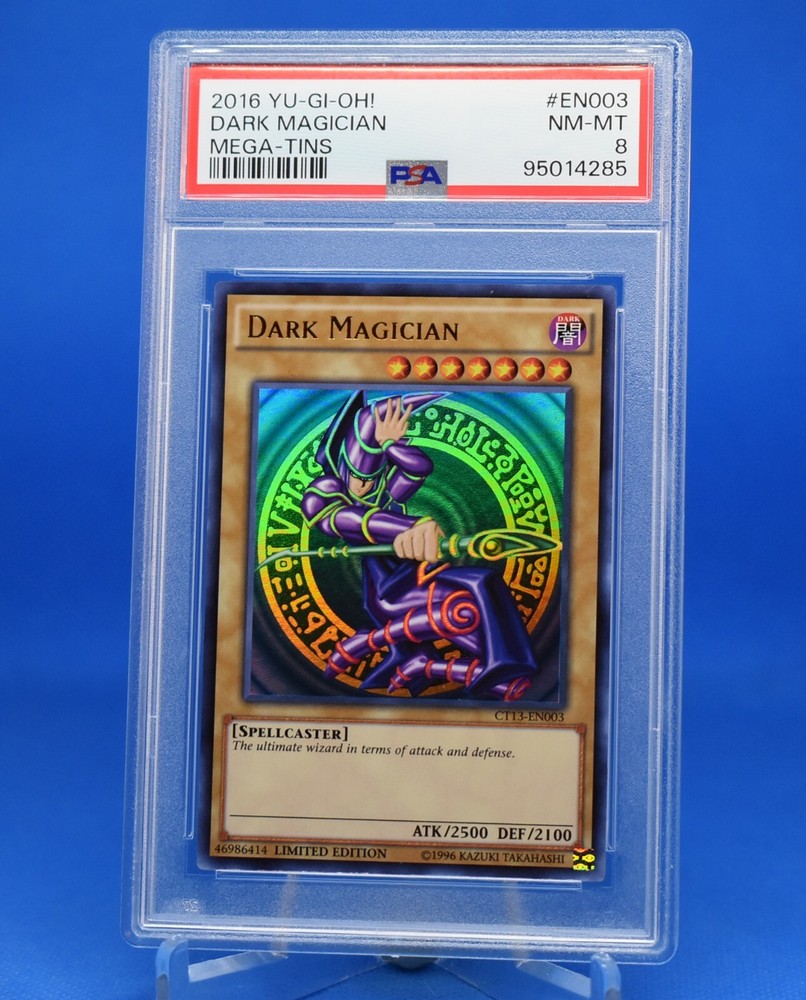 2016 YU-GI-OH! #EN003
DARK MAGICIAN NM-MT
MEGA-TINS 8
PSA 95014285
DARK MAGICIAN
DARK
闇
CT13-EN003
[SPELLCASTER]
The ultimate wizard in terms of attack and defense.
ATK/2500 DEF/2100
46986414 LIMITED EDITION ©1996 KAZUKI TAKAHASHI